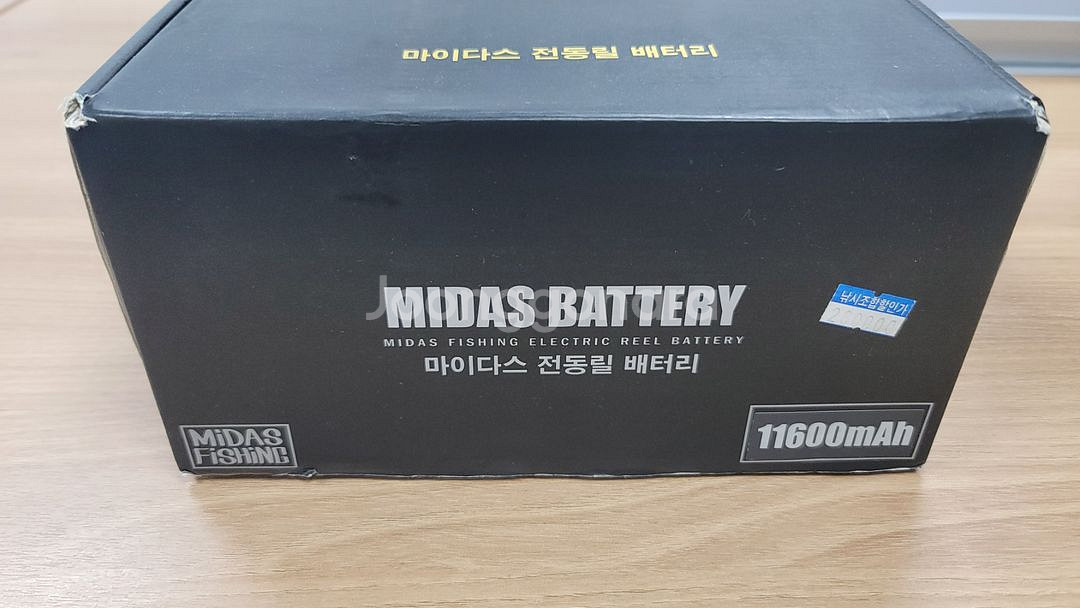 마이다스 전동릴 배터리
MIDAS BATTERY
MIDAS FISHING ELECTRIC REEL BATTERY
마이다스 전동릴 배터리
낚시조합할인가
200000
MiDAS
FiSHiNG
11600mAh